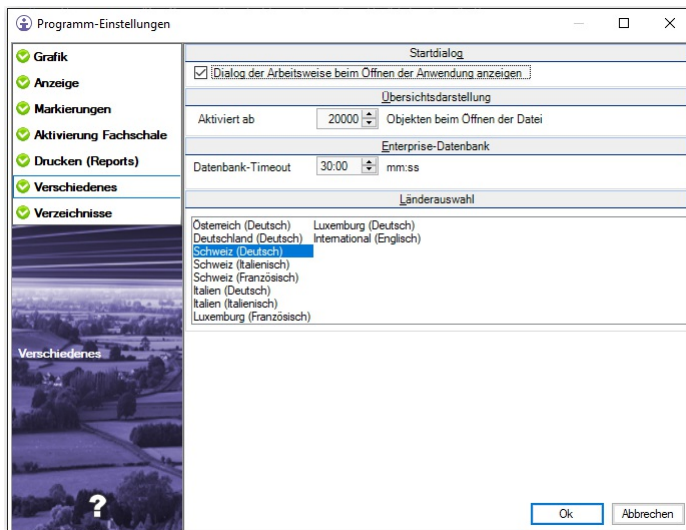 Programm-Einstellungen
Grafik
Anzeige
Markierungen
Aktivierung Fachschale
Drucken (Reports)
Verschiedenes
Verzeichnisse
Verschiedenes
?
Startdialog
Dialog der Arbeitsweise beim Öffnen der Anwendung anzeigen
Übersichtsdarstellung
Aktiviert ab 20000 Objekten beim Öffnen der Datei
Enterprise-Datenbank
Datenbank-Timeout 30:00 mm:ss
Länderauswahl
Österreich (Deutsch) Luxemburg (Deutsch)
Deutschland (Deutsch) International (Englisch)
Schweiz (Deutsch)
Schweiz (Italienisch)
Schweiz (Französisch)
Italien (Deutsch)
Italien (Italienisch)
Luxemburg (Französisch)
Ok Abbrechen